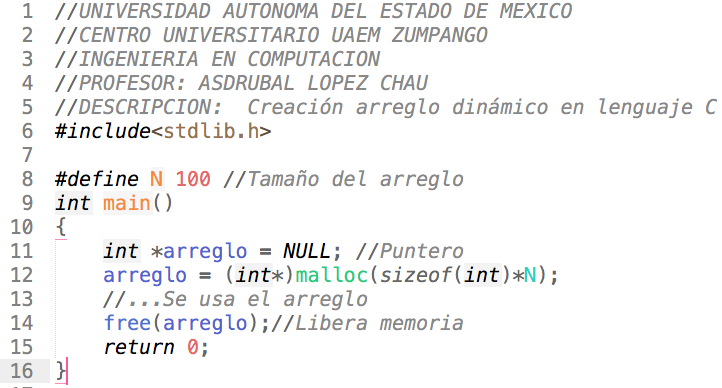 1 //UNIVERSIDAD AUTONOMA DEL ESTADO DE MEXICO
2 //CENTRO UNIVERSITARIO UAEM ZUMPANGO
3 //INGENIERIA EN COMPUTACION
4 //PROFESOR: ASDRUBAL LOPEZ CHAU
5 //DESCRIPCION:  Creación arreglo dinámico en lenguaje C
6 #include<stdlib.h>
7
8 #define N 100 //Tamaño del arreglo
9 int main()
10 {
11     int *arreglo = NULL; //Puntero
12     arreglo = (int*)malloc(sizeof(int)*N);
13     //...Se usa el arreglo
14     free(arreglo);//Libera memoria
15     return 0;
16 }